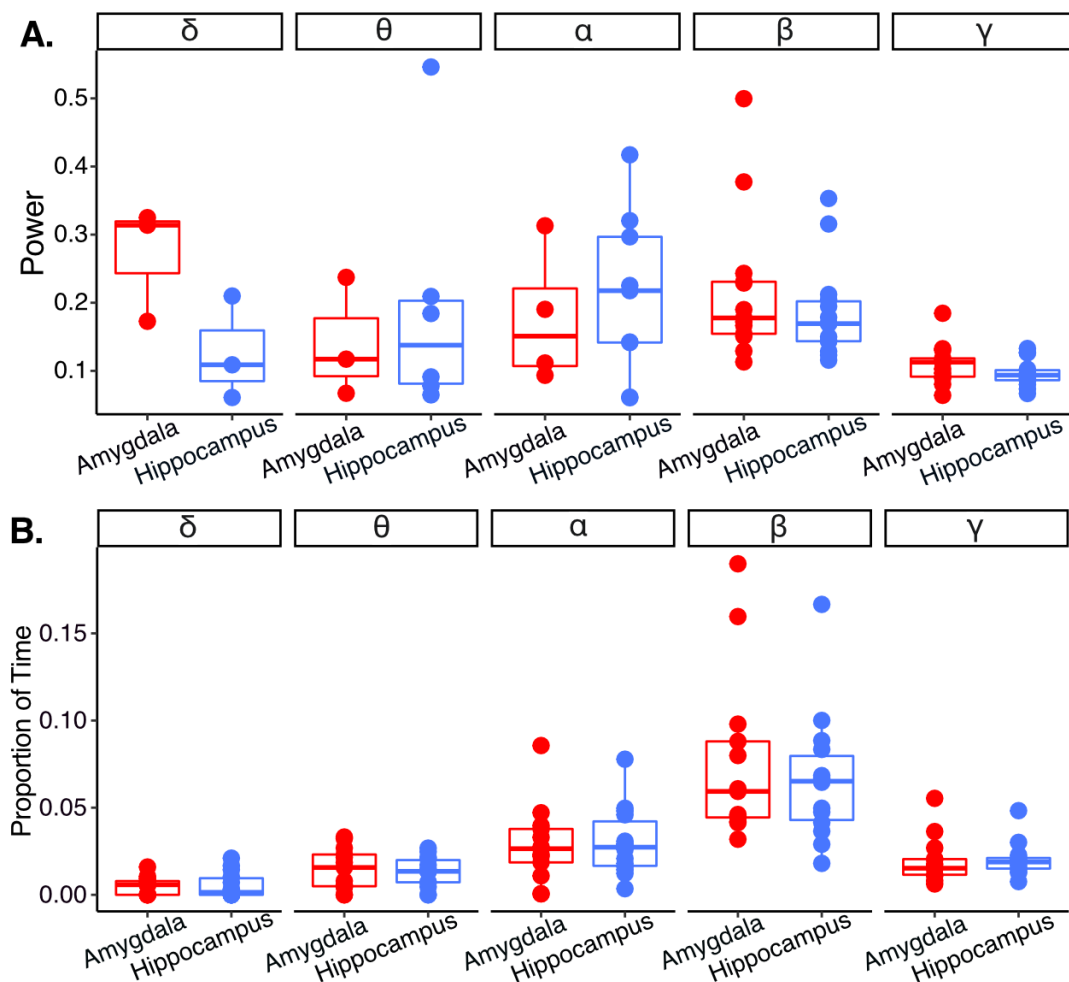 A.
δ θ α β γ
Power
0.5
0.4
0.3
0.2
0.1
Amygdala Hippocampus Amygdala Hippocampus Amygdala Hippocampus Amygdala Hippocampus Amygdala Hippocampus
B.
δ θ α β γ
Proportion of Time
0.15
0.10
0.05
0.00
Amygdala Hippocampus Amygdala Hippocampus Amygdala Hippocampus Amygdala Hippocampus Amygdala Hippocampus